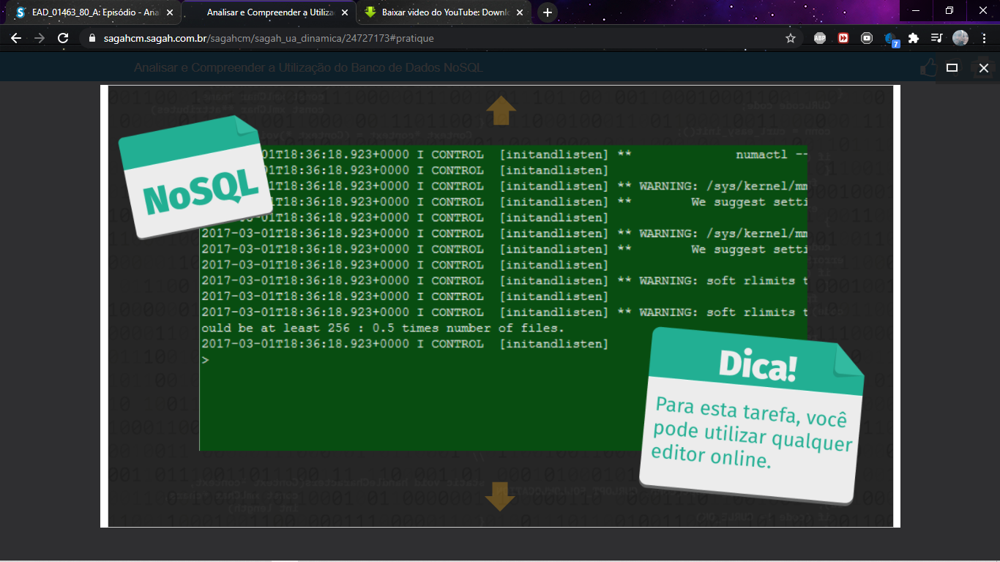 EAD_01463_80_A: Episódio - Ana
Analisar e Compreender a Utiliza
Baixar video do YouTube: Downlo
sagahcm.sagah.com.br/sagahcm/sagah_ua_dinamica/24727173#pratique
ABP
7
Analisar e Compreender a Utilização do Banco de Dados NoSQL
NoSQL
01T18:36:18.923+0000 I CONTROL [initandlisten] ** numactl --
01T18:36:18.923+0000 I CONTROL [initandlisten]
01T18:36:18.923+0000 I CONTROL [initandlisten] ** WARNING: /sys/kernel/mm
01T18:36:18.923+0000 I CONTROL [initandlisten] ** We suggest setti
01T18:36:18.923+0000 I CONTROL [initandlisten]
2017-03-01T18:36:18.923+0000 I CONTROL [initandlisten] ** WARNING: /sys/kernel/mm
2017-03-01T18:36:18.923+0000 I CONTROL [initandlisten] ** We suggest setti
2017-03-01T18:36:18.923+0000 I CONTROL [initandlisten]
2017-03-01T18:36:18.923+0000 I CONTROL [initandlisten] ** WARNING: soft rlimits t
2017-03-01T18:36:18.923+0000 I CONTROL [initandlisten]
2017-03-01T18:36:18.923+0000 I CONTROL [initandlisten] ** WARNING: soft rlimits t
ould be at least 256 : 0.5 times number of files.
2017-03-01T18:36:18.923+0000 I CONTROL [initandlisten]
>
Dica!
Para esta tarefa, você
pode utilizar qualquer
editor online.